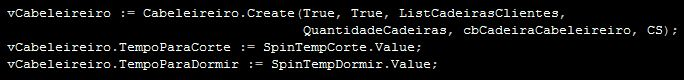 vCabeleireiro := Cabeleireiro.Create(True, True, ListCadeirasClientes,
QuantidadeCadeiras, cbCadeiraCabeleireiro, CS);
vCabeleireiro.TempoParaCorte := SpinTempCorte.Value;
vCabeleireiro.TempoParaDormir := SpinTempDormir.Value;